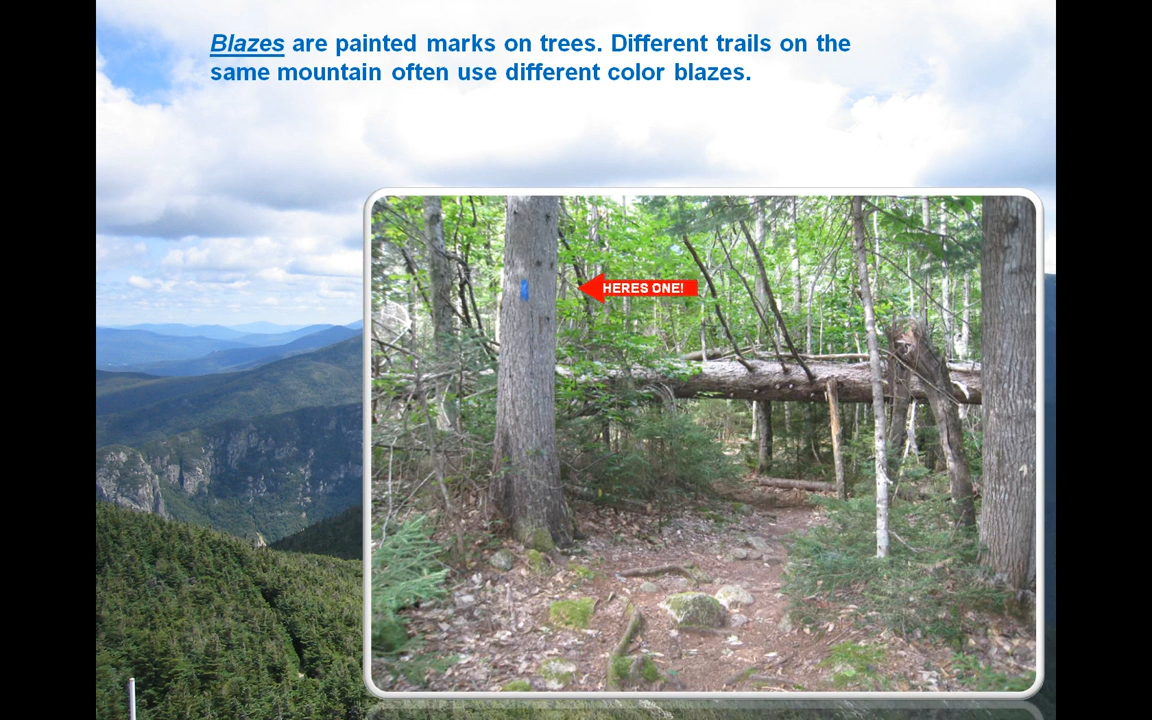 Blazes are painted marks on trees. Different trails on the
same mountain often use different color blazes.
HERES ONE!